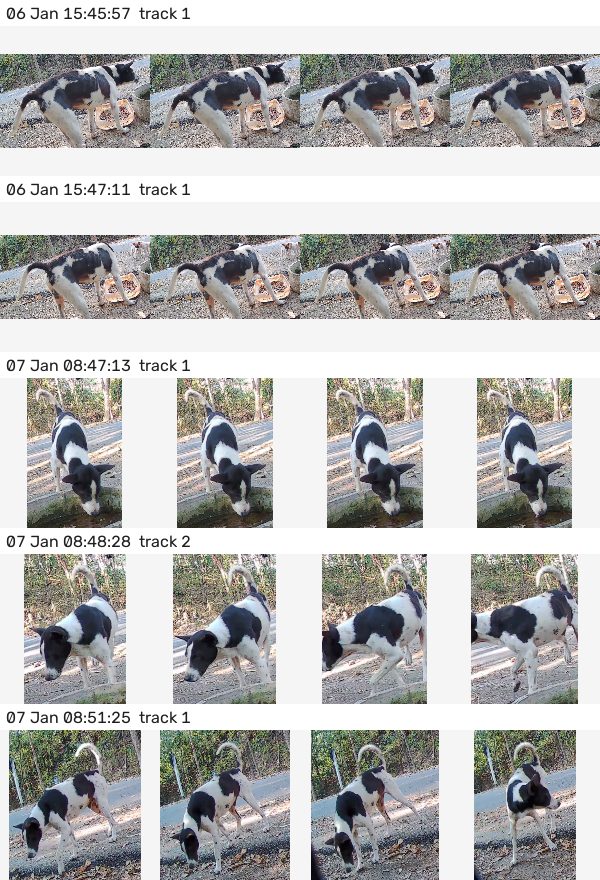 06 Jan 15:45:57 track 1
06 Jan 15:47:11 track 1
07 Jan 08:47:13 track 1
07 Jan 08:48:28 track 2
07 Jan 08:51:25 track 1